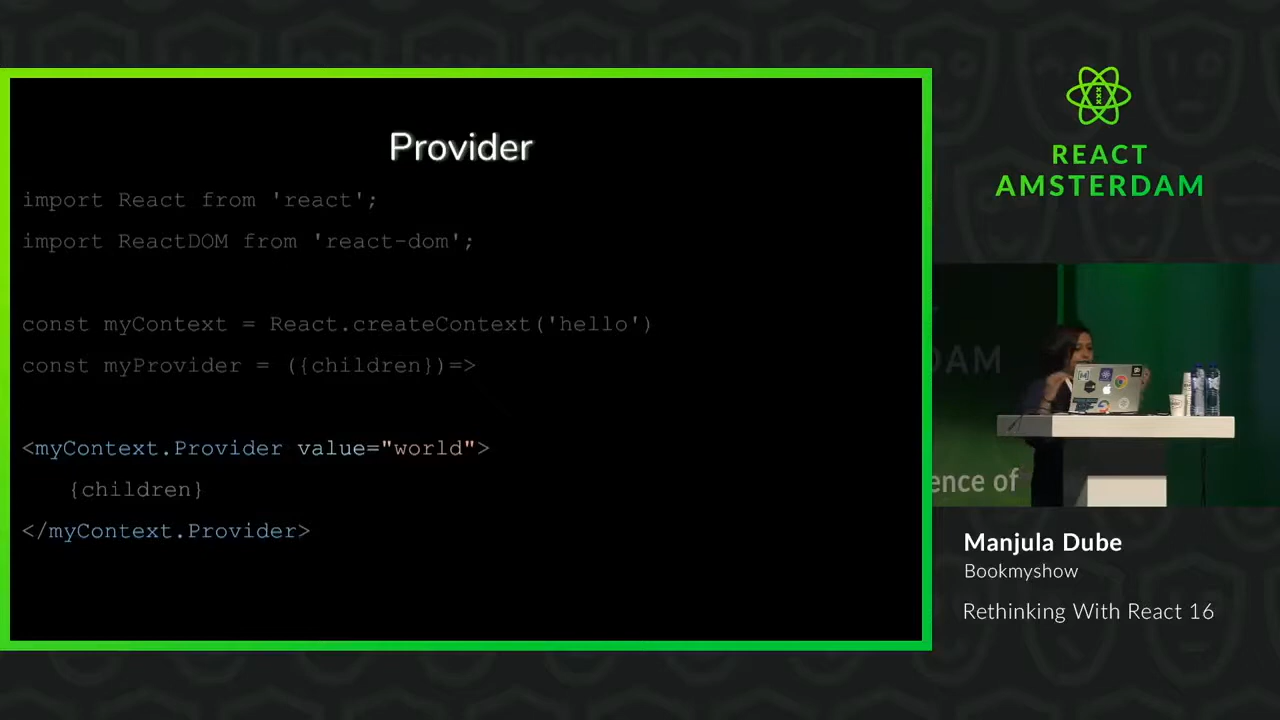 Provider
import React from 'react';
import ReactDOM from 'react-dom';
const myContext = React.createContext('hello')
const myProvider = ({children})=>
<myContext.Provider value="world">
{children}
</myContext.Provider>
REACT
AMSTERDAM
DAM
ence of
Manjula Dube
Bookmyshow
Rethinking With React 16